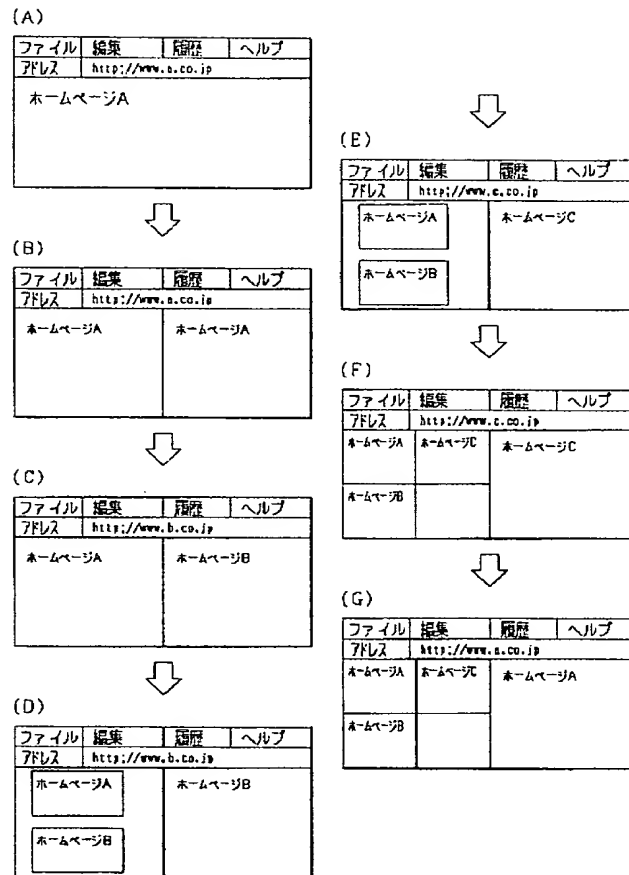 (A)
ファイル 編集 履歴 ヘルプ
アドレス http://www.a.co.jp
ホームページA
(B)
ファイル 編集 履歴 ヘルプ
アドレス http://www.a.co.jp
ホームページA ホームページA
(C)
ファイル 編集 履歴 ヘルプ
アドレス http://www.b.co.jp
ホームページA ホームページB
(D)
ファイル 編集 履歴 ヘルプ
アドレス http://www.b.co.jp
ホームページA ホームページB
ホームページB
(E)
ファイル 編集 履歴 ヘルプ
アドレス http://www.c.co.jp
ホームページA ホームページC
ホームページB
(F)
ファイル 編集 履歴 ヘルプ
アドレス http://www.c.co.jp
ホームページA ホームページC ホームページC
ホームページB
(G)
ファイル 編集 履歴 ヘルプ
アドレス http://www.a.co.jp
ホームページA ホームページC ホームページA
ホームページB